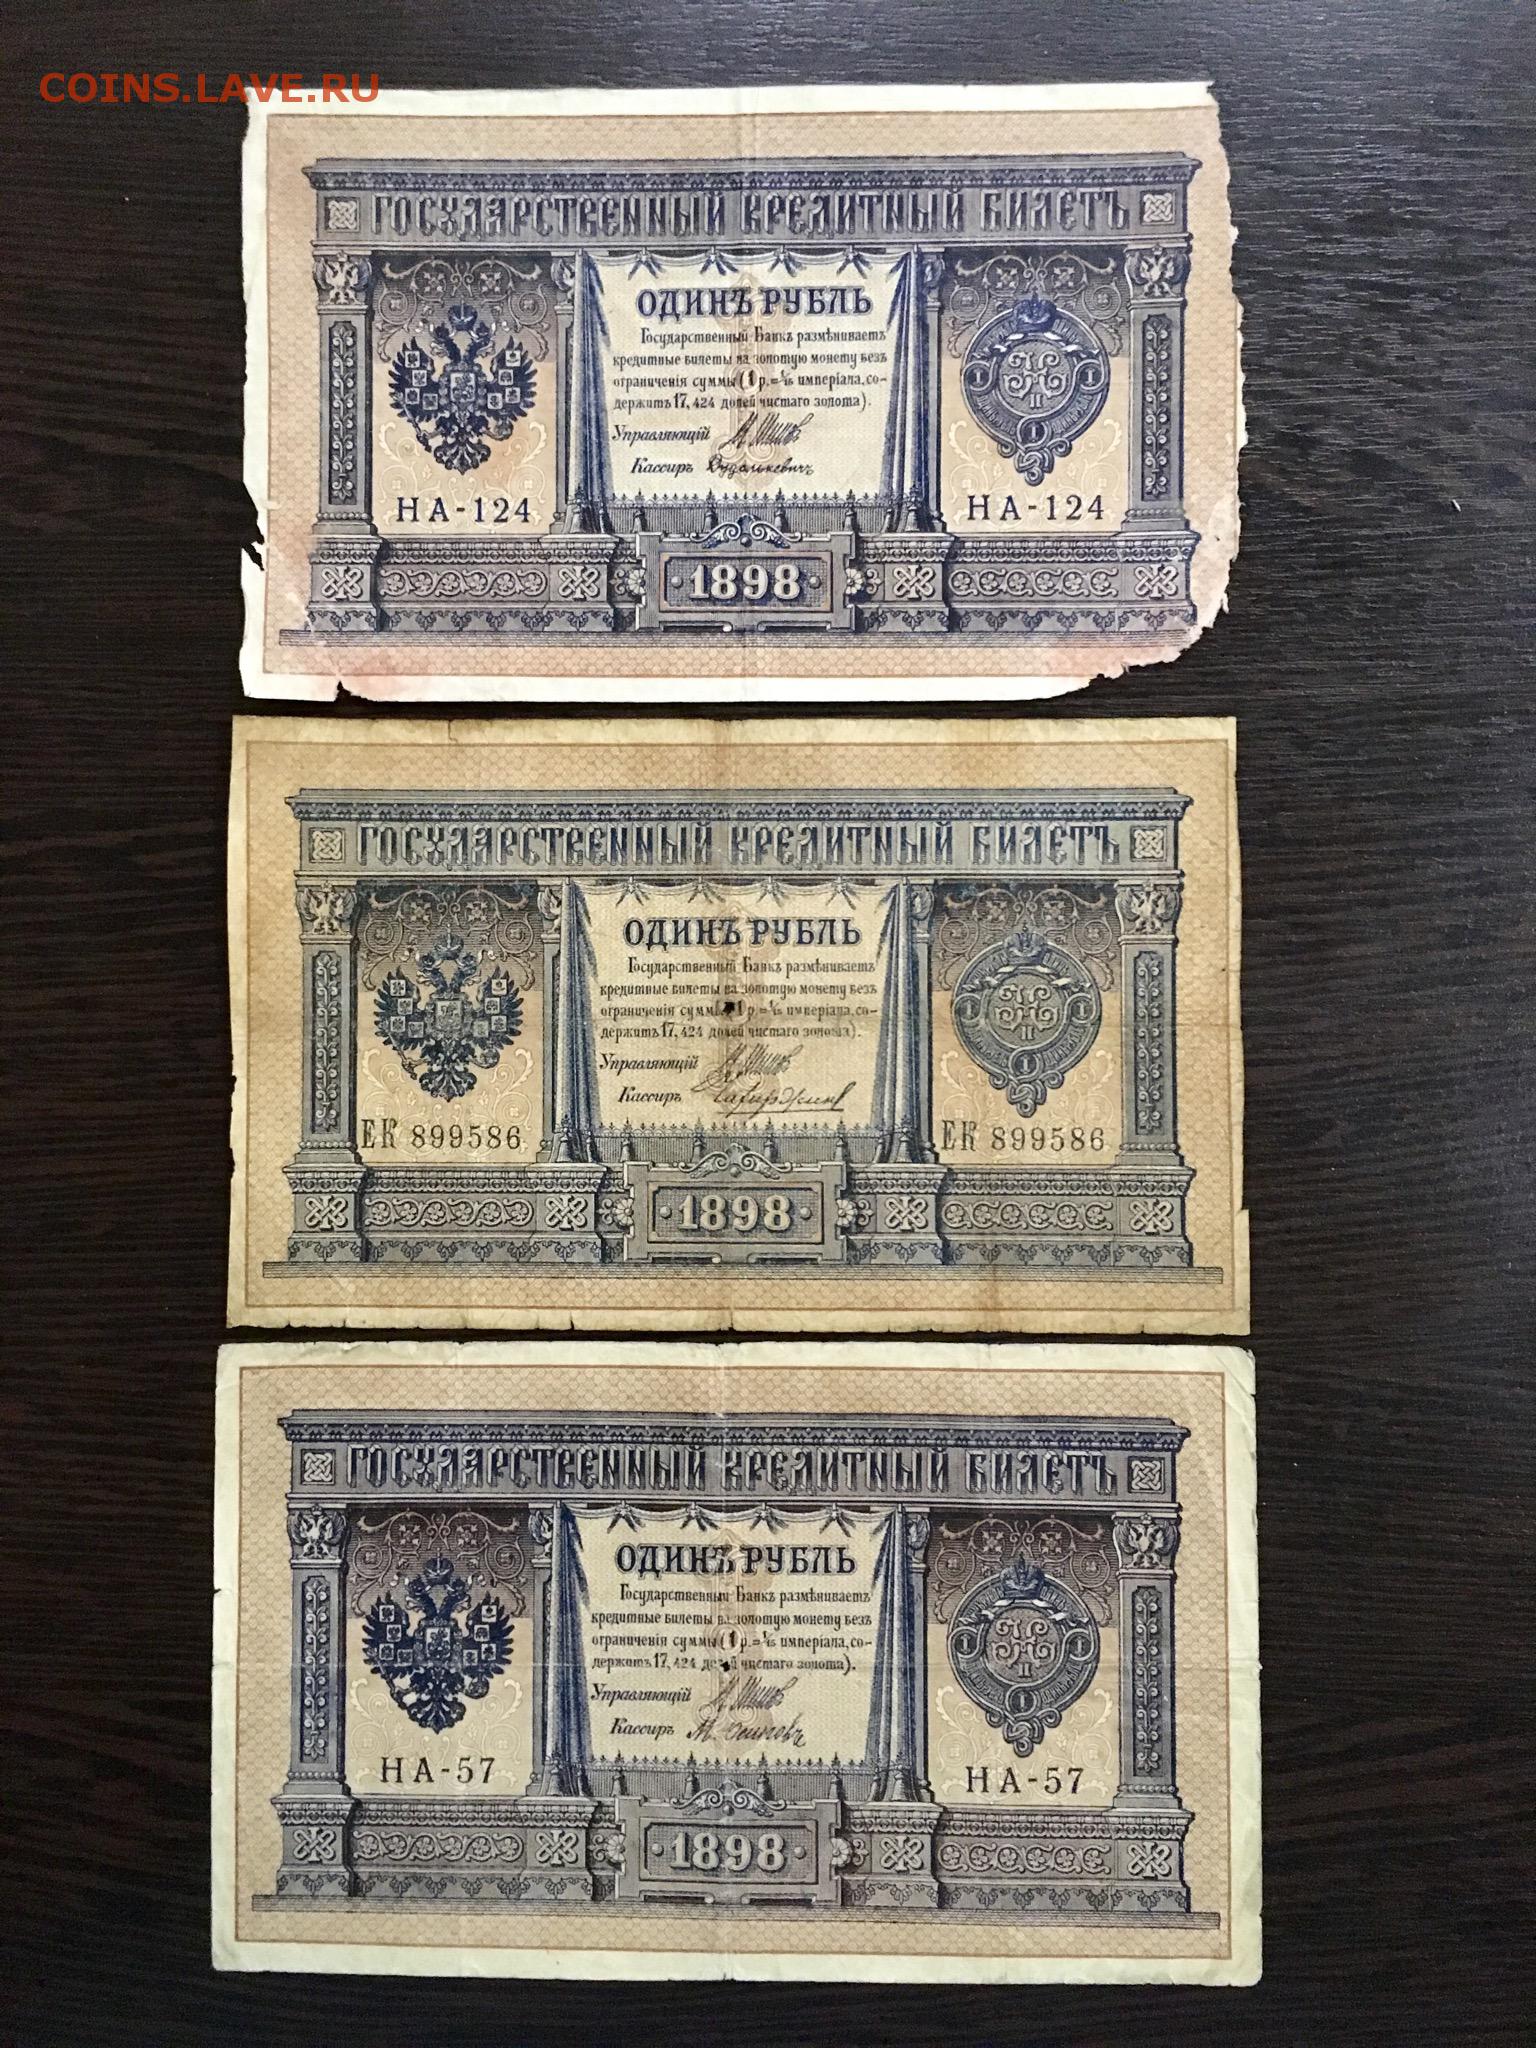 COINS.LAVE.RU
ГОСУДАРСТВЕННЫЙ КРЕДИТНЫЙ БИЛЕТЪ
ОДИНЪ РУБЛЬ
Государственный Банкъ размѣниваетъ
кредитные билеты на золотую монету безъ
ограниченія суммы (1 р.=1/15 имперіала, со-
держитъ 17,424 долей чистаго золота).
Управляющій
Кассиръ
II
I
I
I
НА-124
НА-124
1898
ГОСУДАРСТВЕННЫЙ КРЕДИТНЫЙ БИЛЕТЪ
ОДИНЪ РУБЛЬ
Государственный Банкъ размѣниваетъ
кредитные билеты на золотую монету безъ
ограниченія суммы 1 р.=1/15 имперіала, со-
держитъ 17,424 долей чистаго золота).
Управляющій
Кассиръ
II
I
I
I
ЕК 899586
ЕК 899586
1898
ГОСУДАРСТВЕННЫЙ КРЕДИТНЫЙ БИЛЕТЪ
ОДИНЪ РУБЛЬ
Государственный Банкъ размѣниваетъ
кредитные билеты на золотую монету безъ
ограниченія суммы (1 р.=1/15 имперіала, со-
держитъ 17,424 долей чистаго золота).
Управляющій
Кассиръ М. Осиповъ
II
I
I
I
НА-57
НА-57
1898